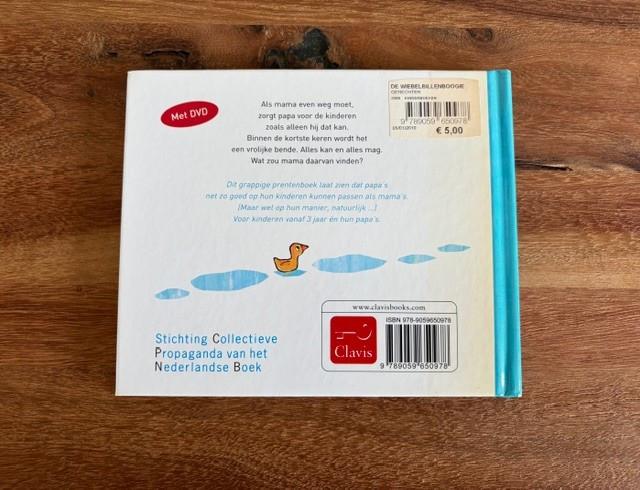 Met DVD
Als mama even weg moet,
zorgt papa voor de kinderen
zoals alleen hij dat kan.
Binnen de kortste keren wordt het
een vrolijke bende. Alles kan en alles mag.
Wat zou mama daarvan vinden?
DE WIEBELBILLENBOOGIE
9 789059 650978
€ 5,00
Dit grappige prentenboek laat zien dat papa's
net zo goed op hun kinderen kunnen passen als mama's.
(Maar wel op hun manier, natuurlijk ...)
Voor kinderen vanaf 3 jaar én hun papa's.
Stichting Collectieve
Propaganda van het
Nederlandse Boek
www.clavisbooks.com
Clavis
ISBN 978-9059650978
9 789059 650978